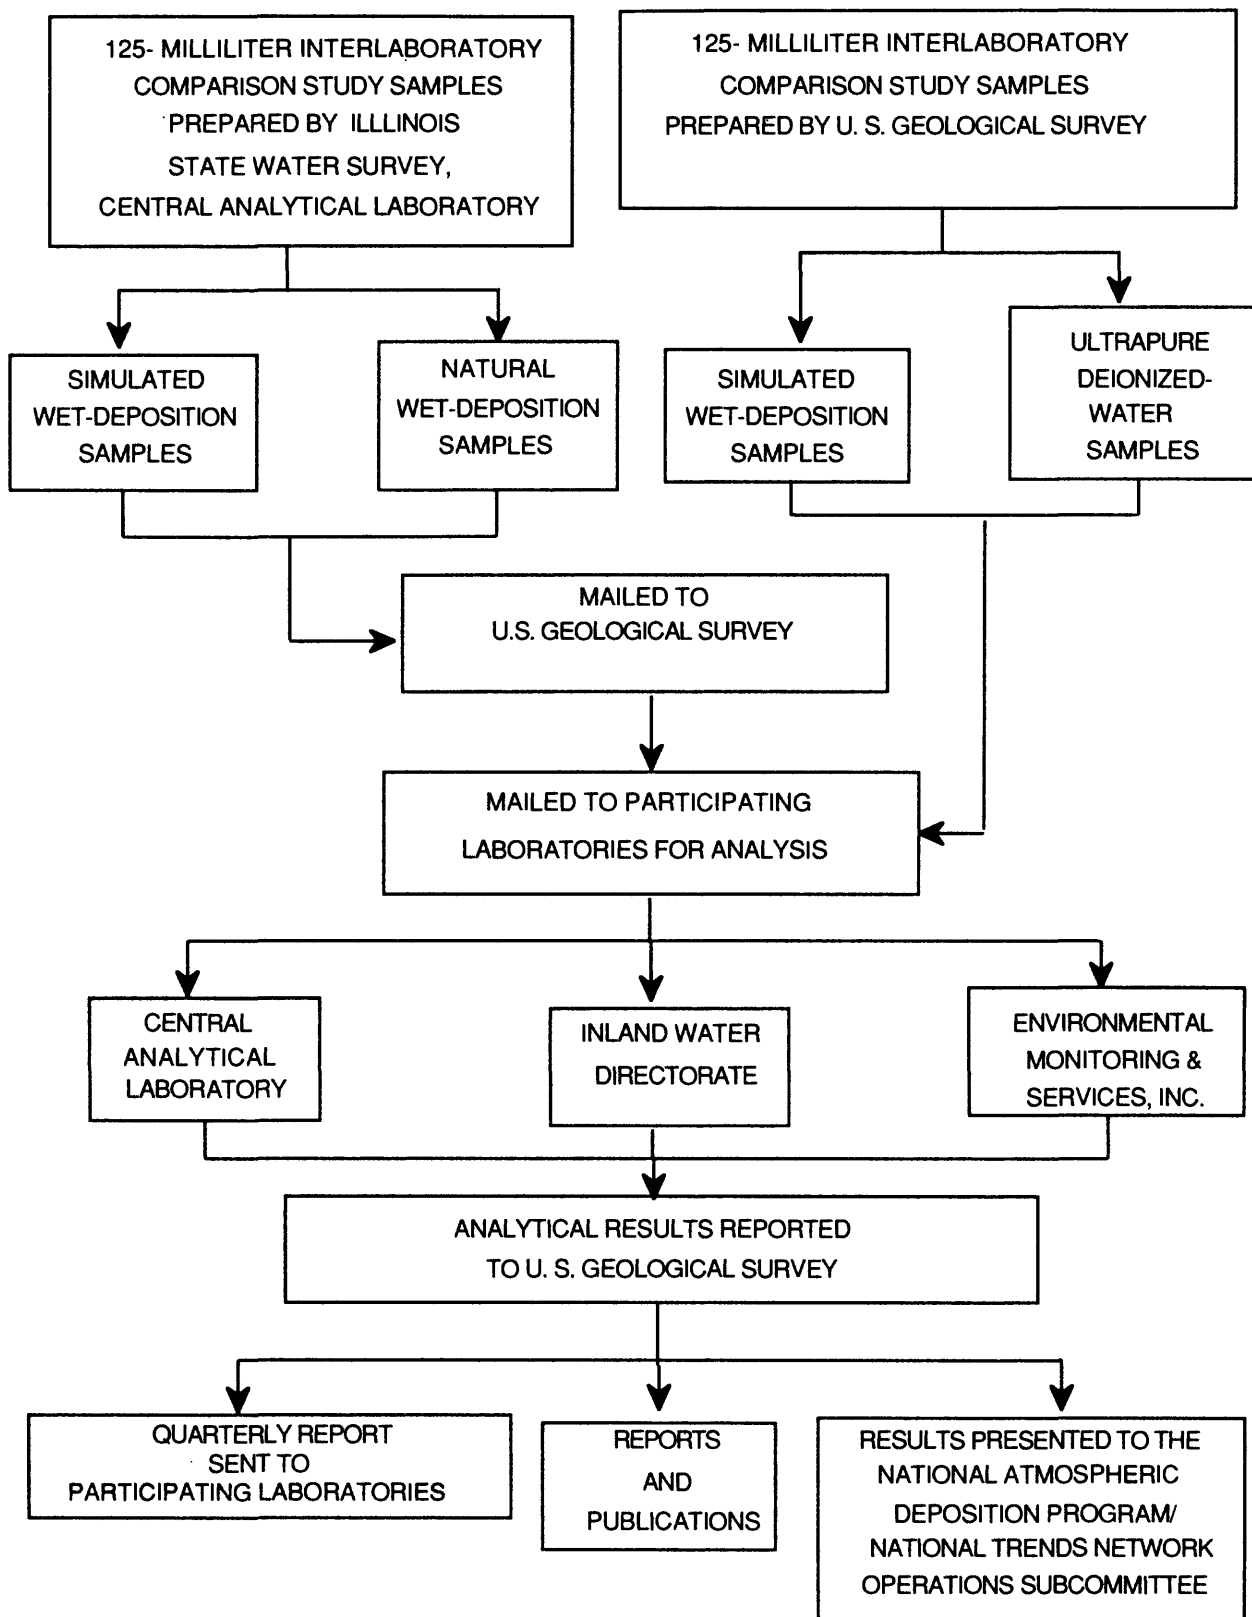 125- MILLILITER INTERLABORATORY
COMPARISON STUDY SAMPLES
PREPARED BY ILLLINOIS
STATE WATER SURVEY,
CENTRAL ANALYTICAL LABORATORY
125- MILLILITER INTERLABORATORY
COMPARISON STUDY SAMPLES
PREPARED BY U. S. GEOLOGICAL SURVEY
SIMULATED
WET-DEPOSITION
SAMPLES
NATURAL
WET-DEPOSITION
SAMPLES
SIMULATED
WET-DEPOSITION
SAMPLES
ULTRAPURE
DEIONIZED-
WATER
SAMPLES
MAILED TO
U.S. GEOLOGICAL SURVEY
MAILED TO PARTICIPATING
LABORATORIES FOR ANALYSIS
CENTRAL
ANALYTICAL
LABORATORY
INLAND WATER
DIRECTORATE
ENVIRONMENTAL
MONITORING &
SERVICES, INC.
ANALYTICAL RESULTS REPORTED
TO U. S. GEOLOGICAL SURVEY
QUARTERLY REPORT
SENT TO
PARTICIPATING LABORATORIES
REPORTS
AND
PUBLICATIONS
RESULTS PRESENTED TO THE
NATIONAL ATMOSPHERIC
DEPOSITION PROGRAM/
NATIONAL TRENDS NETWORK
OPERATIONS SUBCOMMITTEE